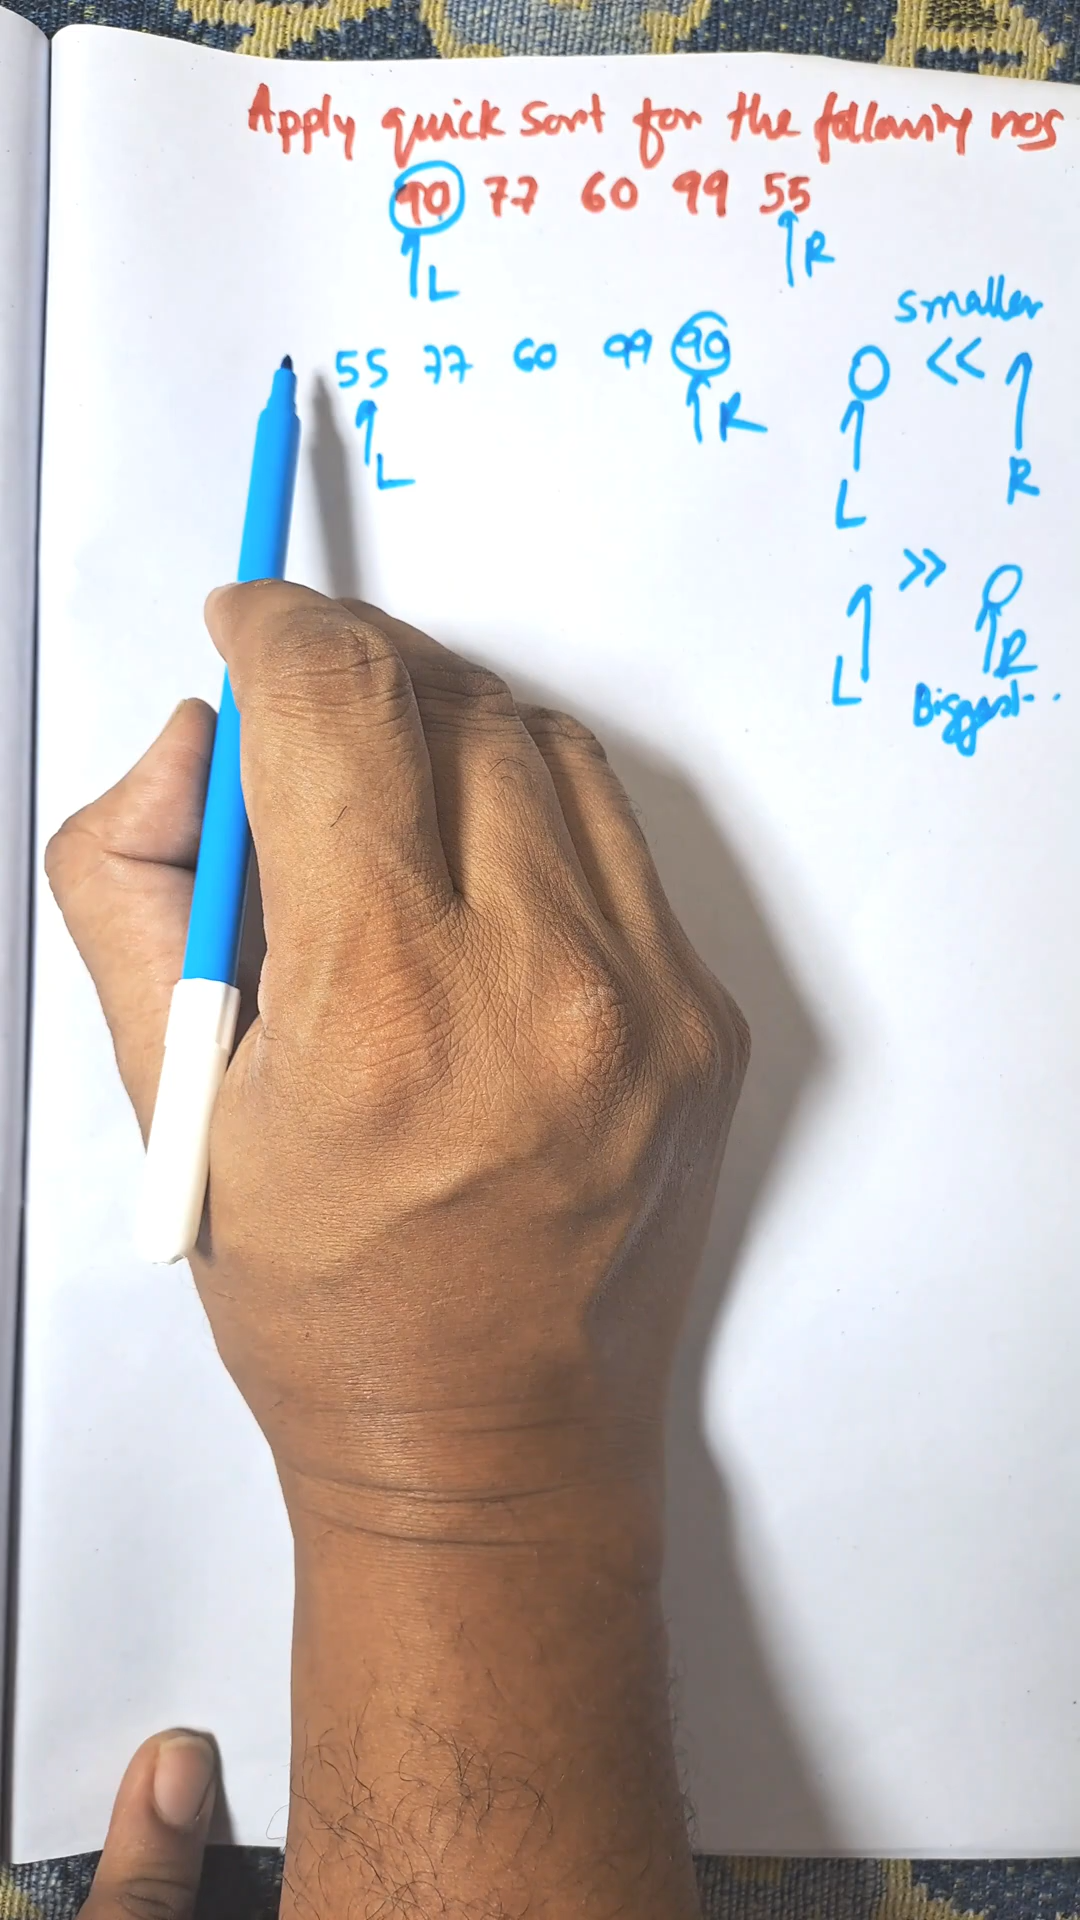 Apply quick sort for the following nos
90 77 60 99 55
L R
55 77 60 99 90
L R
smaller
<<
L R
>>
L R
Biggest..